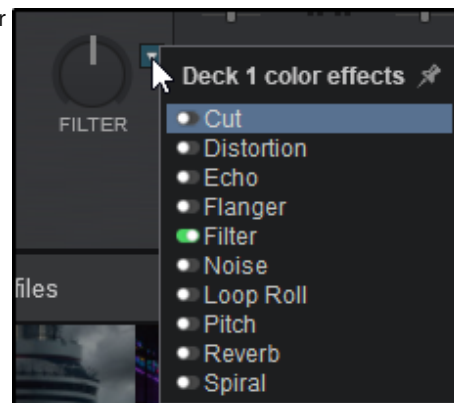 r
FILTER
Deck 1 color effects
Cut
Distortion
Echo
Flanger
Filter
Noise
Loop Roll
Pitch
Reverb
Spiral
files